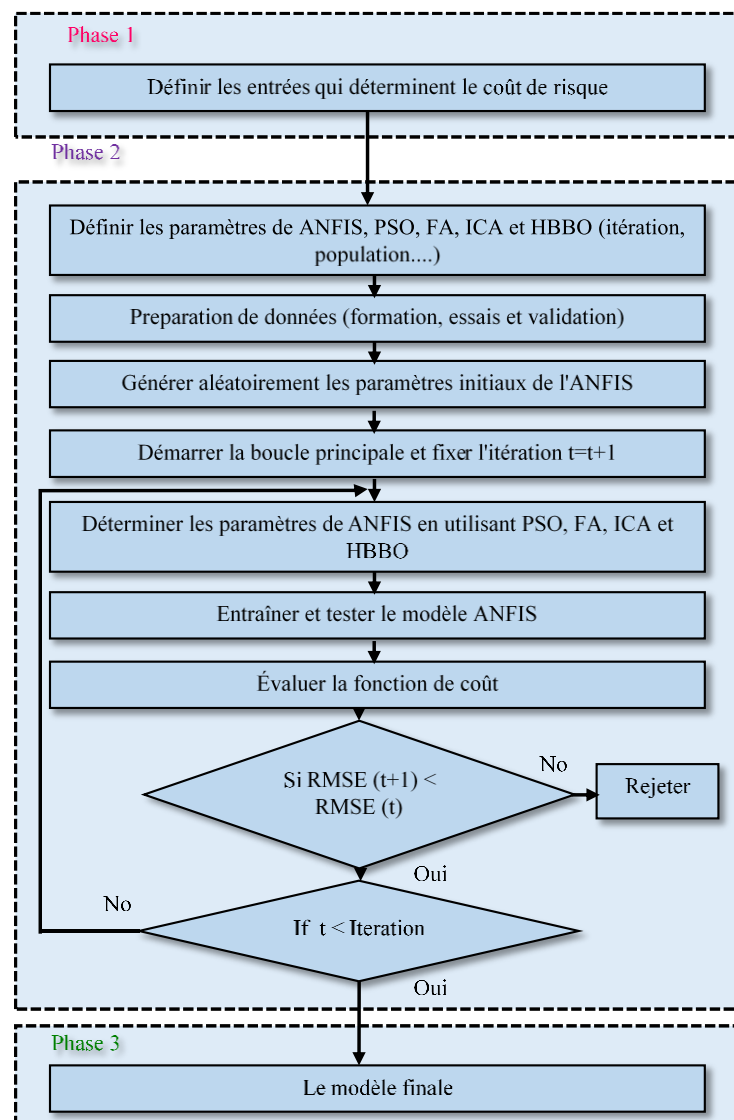 Phase 1
Définir les entrées qui déterminent le coût de risque
Phase 2
Définir les paramètres de ANFIS, PSO, FA, ICA et HBBO (itération,
population....)
Preparation de données (formation, essais et validation)
Générer aléatoirement les paramètres initiaux de l'ANFIS
Démarrer la boucle principale et fixer l'itération t=t+1
Déterminer les paramètres de ANFIS en utilisant PSO, FA, ICA et
HBBO
Entraîner et tester le modèle ANFIS
Évaluer la fonction de coût
Si RMSE (t+1) <
RMSE (t)
No
Rejeter
Oui
No
If t < Iteration
Oui
Phase 3
Le modèle finale